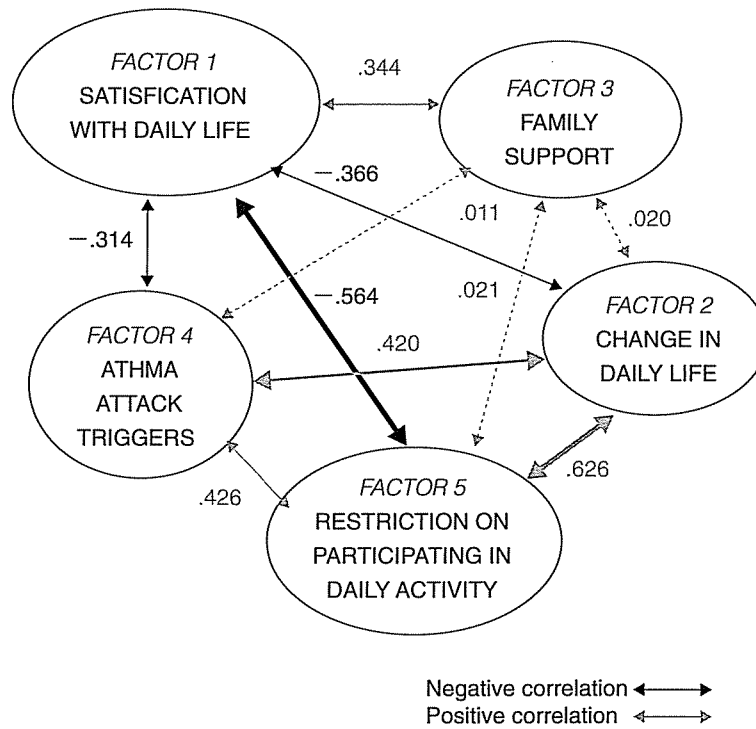 FACTOR 1
SATISFICATION
WITH DAILY LIFE
.344
FACTOR 3
FAMILY
SUPPORT
—.366
.011
.020
—.314
—.564
.021
FACTOR 2
CHANGE IN
DAILY LIFE
FACTOR 4
ATHMA
ATTACK
TRIGGERS
.420
.426
.626
FACTOR 5
RESTRICTION ON
PARTICIPATING IN
DAILY ACTIVITY
Negative correlation
Positive correlation